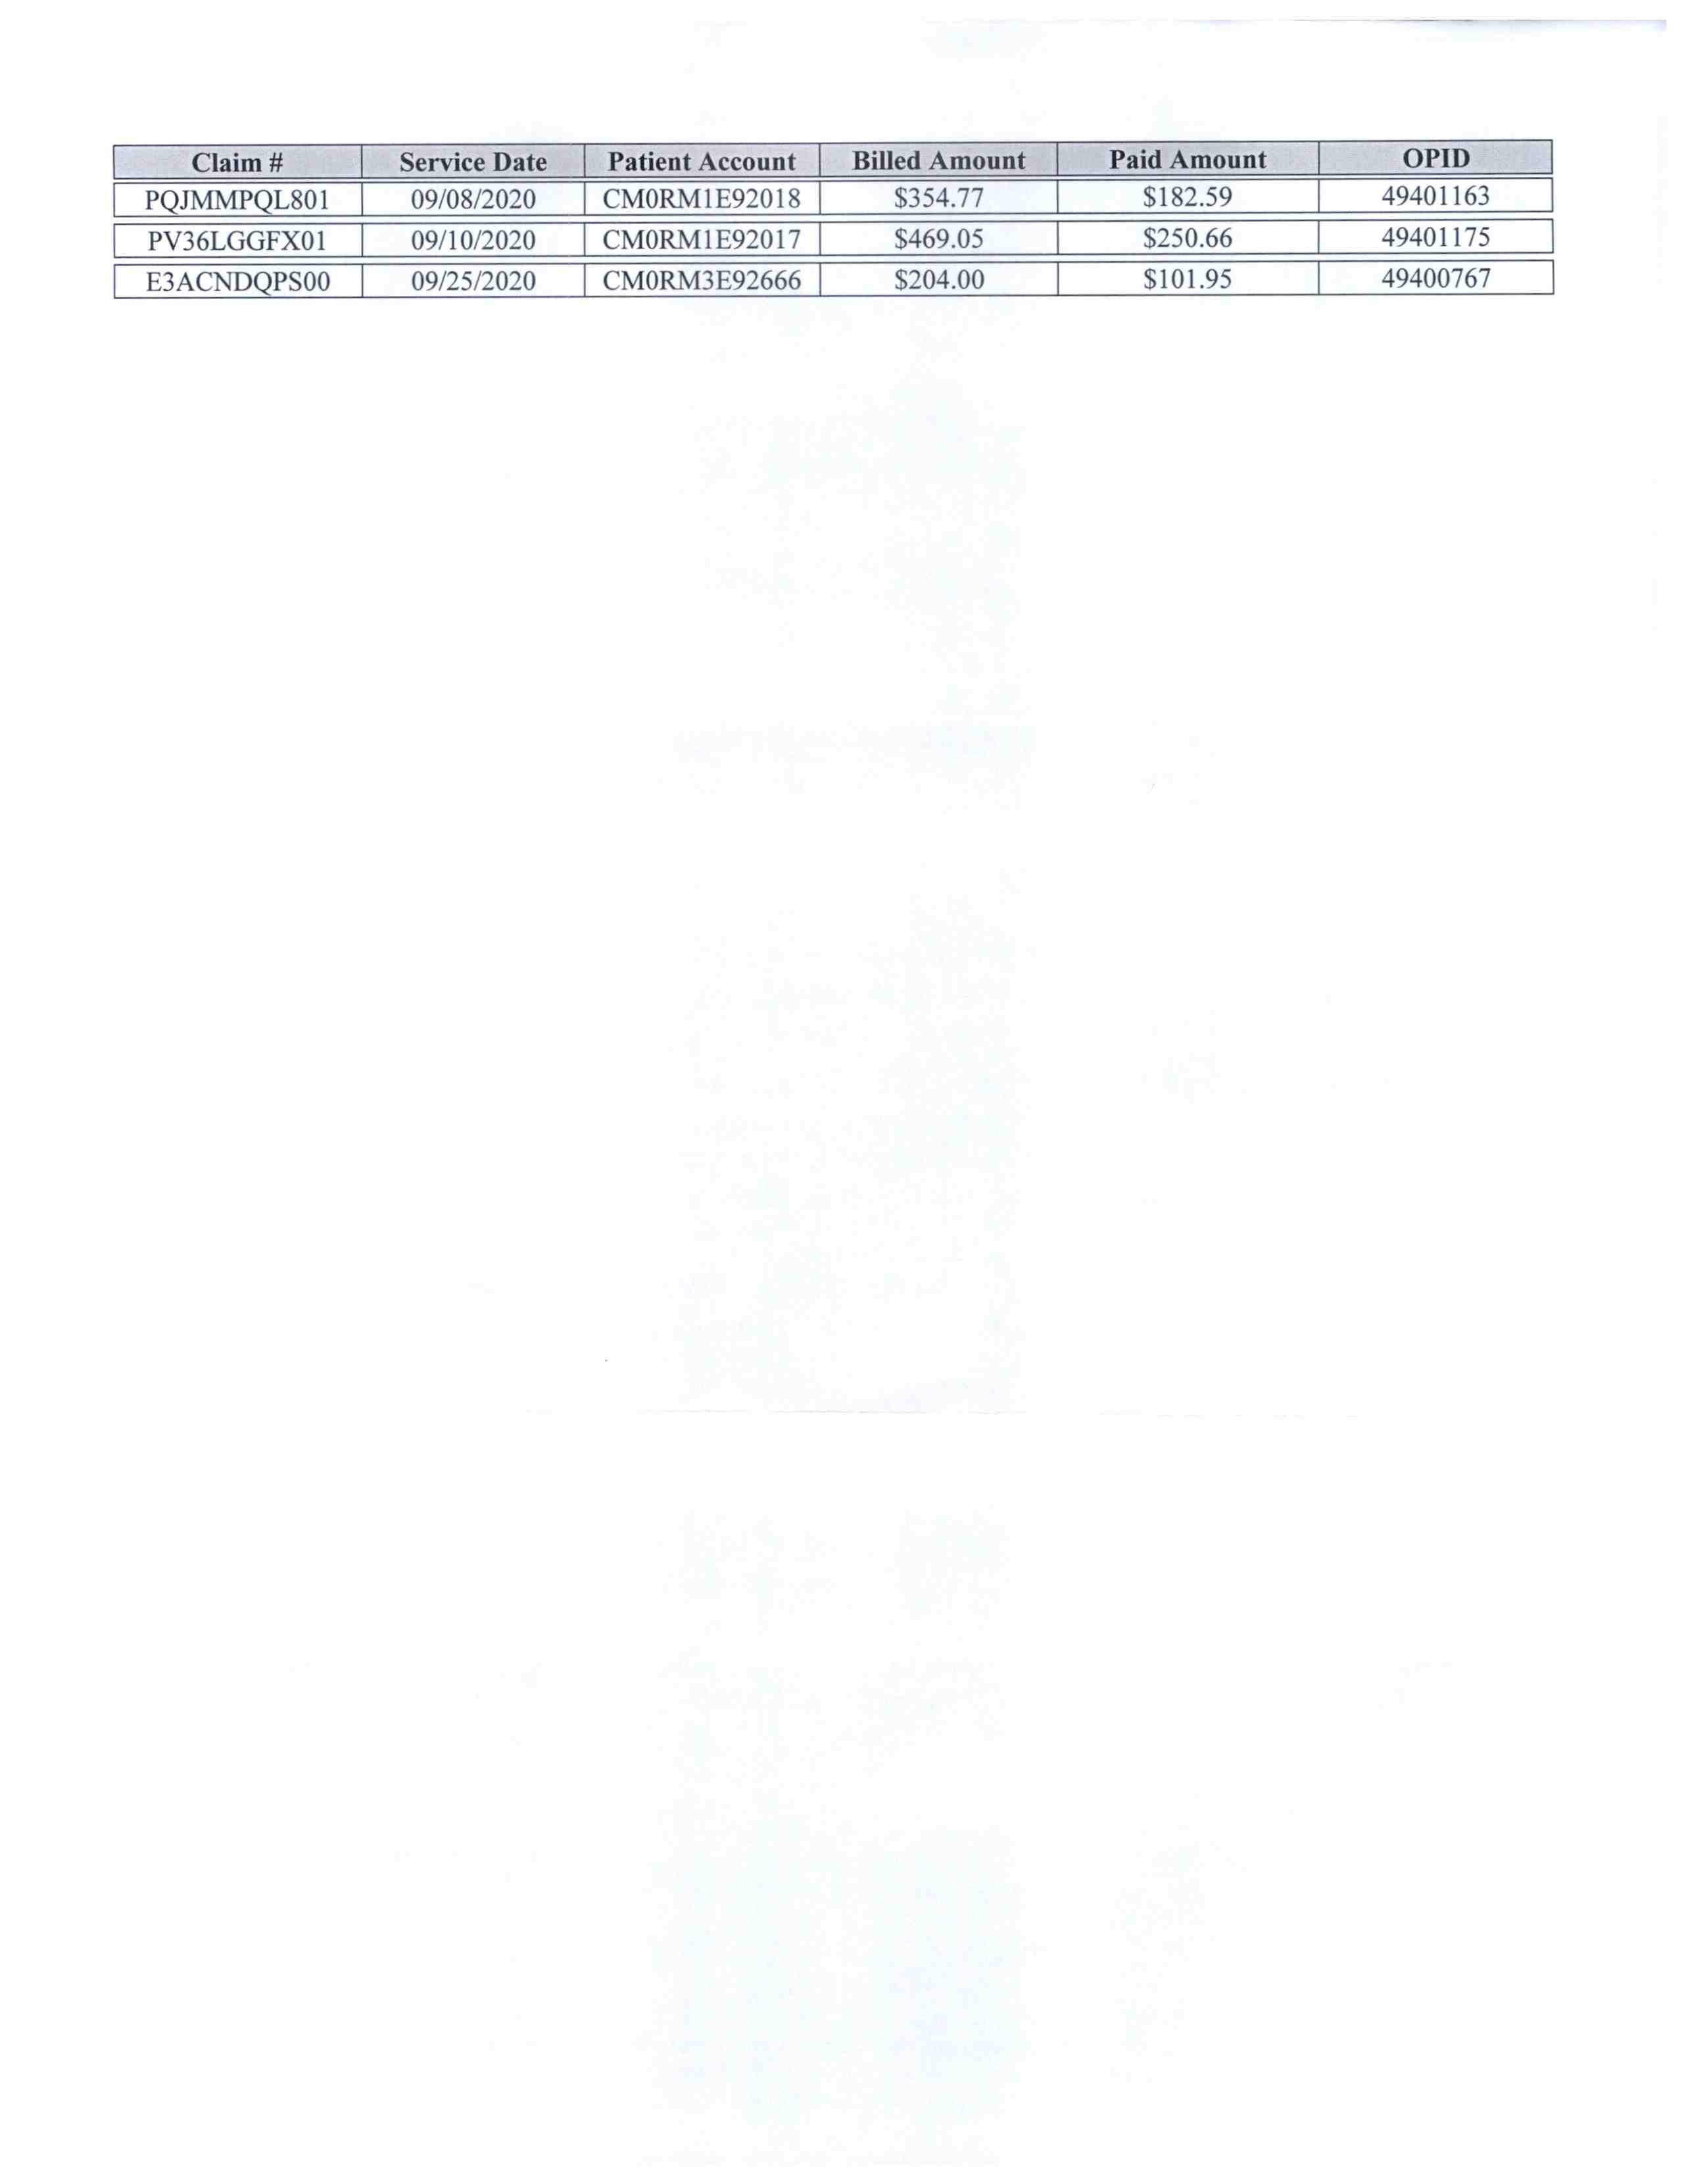 Claim # Service Date Patient Account Billed Amount Paid Amount OPID
PQJMMPQL801 09/08/2020 CM0RM1E92018 $354.77 $182.59 49401163
PV36LGGFX01 09/10/2020 CM0RM1E92017 $469.05 $250.66 49401175
E3ACNDQPS00 09/25/2020 CM0RM3E92666 $204.00 $101.95 49400767